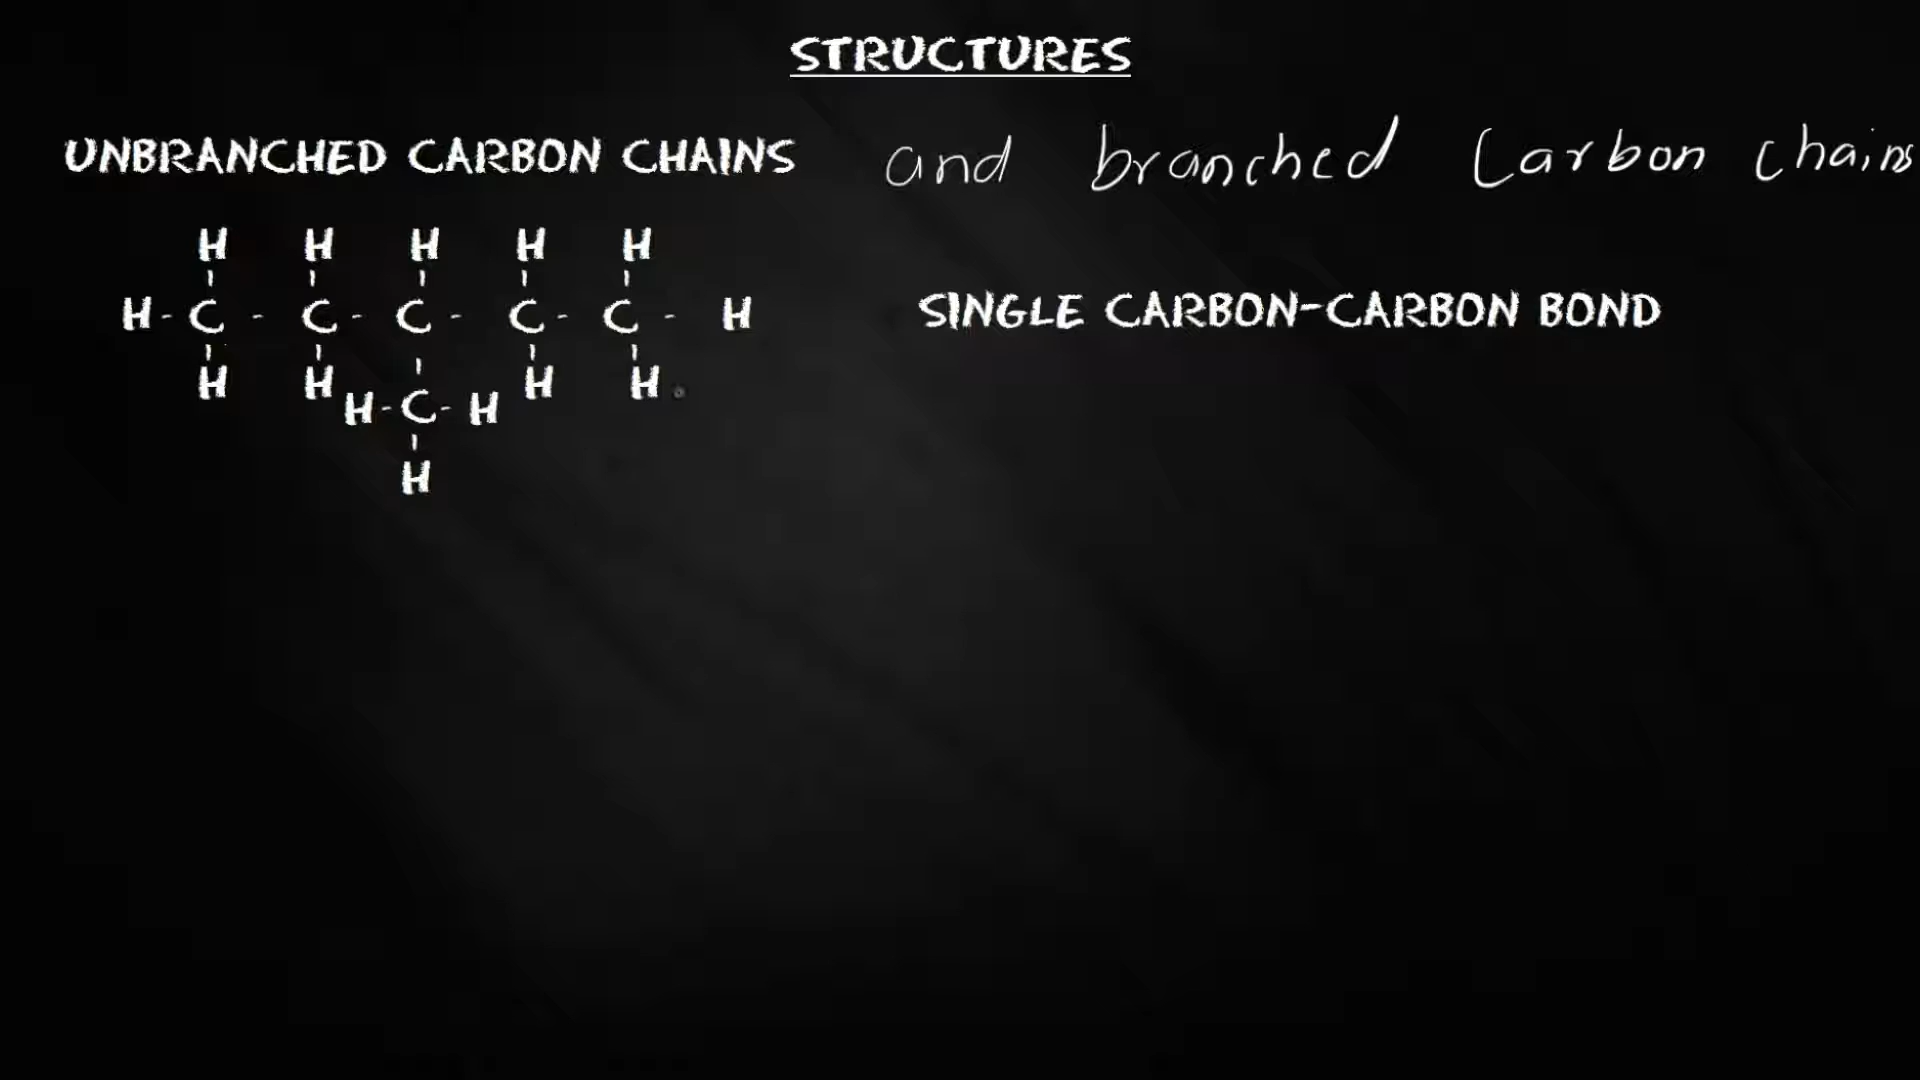 STRUCTURES
UNBRANCHED CARBON CHAINS and branched Carbon chains
H H H H H
H - C - C - C - C - C - H SINGLE CARBON-CARBON BOND
H H H H
H - C - H
H